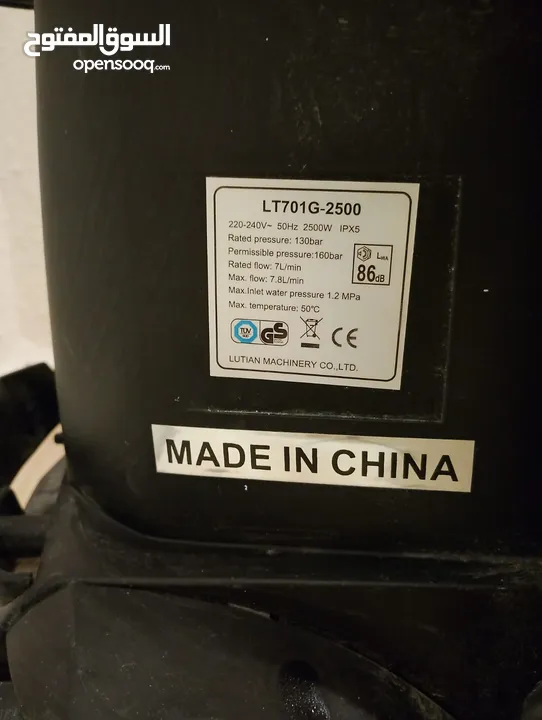 السوق المفتوح
opensooq.com
LT701G-2500
220-240V~ 50Hz 2500W IPX5
Rated pressure: 130bar
Permissible pressure:160bar
Rated flow: 7L/min
Max. flow: 7.8L/min
Max.Inlet water pressure 1.2 MPa
Max. temperature: 50°C
LWA
86dB
TÜV
GS
CE
LUTIAN MACHINERY CO.,LTD.
MADE IN CHINA